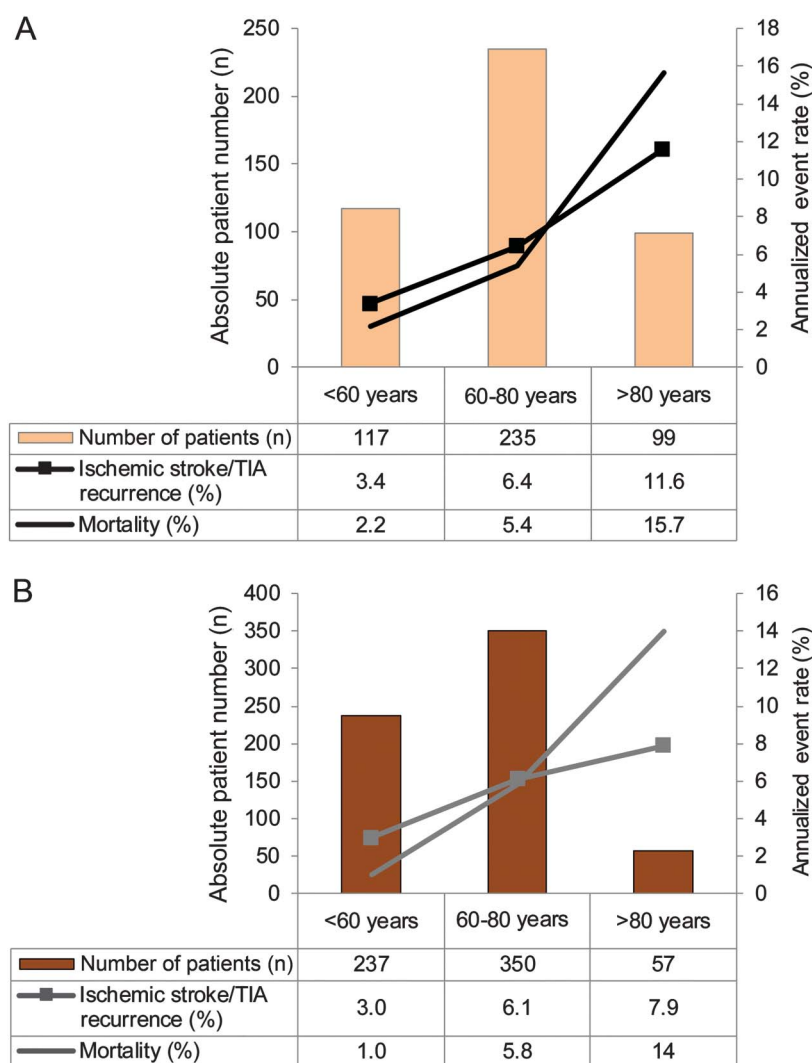 A
Absolute patient number (n)
250
200
150
100
50
0
18
16
14
12
10
8
6
4
2
0
Annualized event rate (%)
<60 years 60-80 years >80 years
Number of patients (n) 117 235 99
Ischemic stroke/TIA
recurrence (%) 3.4 6.4 11.6
Mortality (%) 2.2 5.4 15.7
B
Absolute patient number (n)
400
350
300
250
200
150
100
50
0
16
14
12
10
8
6
4
2
0
Annualized event rate (%)
<60 years 60-80 years >80 years
Number of patients (n) 237 350 57
Ischemic stroke/TIA
recurrence (%) 3.0 6.1 7.9
Mortality (%) 1.0 5.8 14